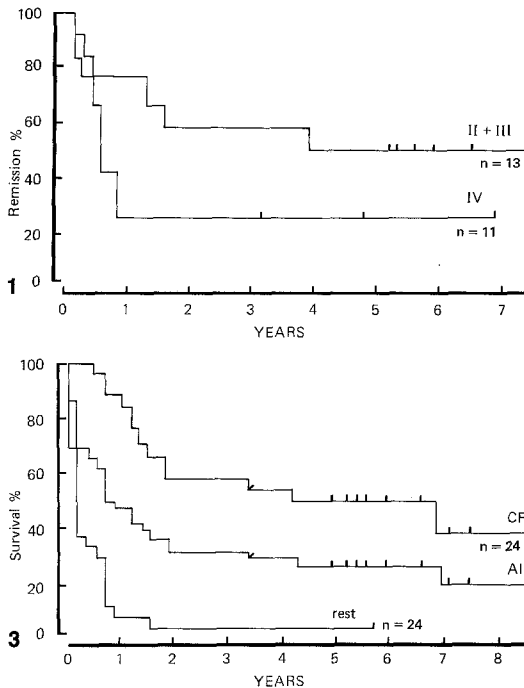 100
80
60
40
20
0
Remission %
II + III
n = 13
IV
n = 11
1
0 1 2 3 4 5 6 7
YEARS
100
80
60
40
20
0
Survival %
CR
n = 24
Al
rest
n = 24
3
0 1 2 3 4 5 6 7 8
YEARS